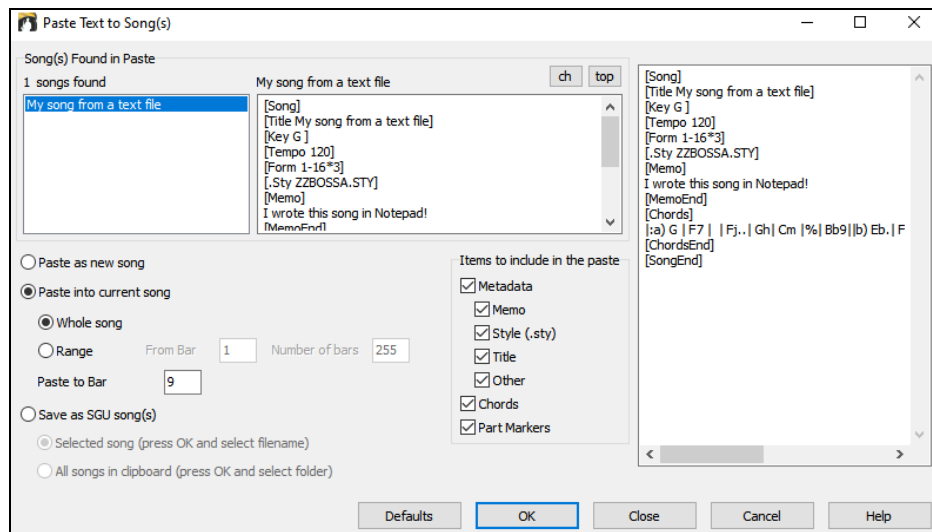 Paste Text to Song(s)
Song(s) Found in Paste
1 songs found
My song from a text file
ch
top
My song from a text file
[Song]
[Title My song from a text file]
[Key G ]
[Tempo 120]
[Form 1-16*3]
[.Sty ZZBOSSA.STY]
[Memo]
I wrote this song in Notepad!
[MemoEnd]
[Song]
[Title My song from a text file]
[Key G ]
[Tempo 120]
[Form 1-16*3]
[.Sty ZZBOSSA.STY]
[Memo]
I wrote this song in Notepad!
[MemoEnd]
[Chords]
|:a) G | F7 | | Fj..| Gh| Cm |%| Bb9||b) Eb.| F
[ChordsEnd]
[SongEnd]
Paste as new song
Paste into current song
Whole song
Range From Bar 1 Number of bars 255
Paste to Bar 9
Save as SGU song(s)
Selected song (press OK and select filename)
All songs in clipboard (press OK and select folder)
Items to include in the paste
Metadata
Memo
Style (.sty)
Title
Other
Chords
Part Markers
Defaults OK Close Cancel Help